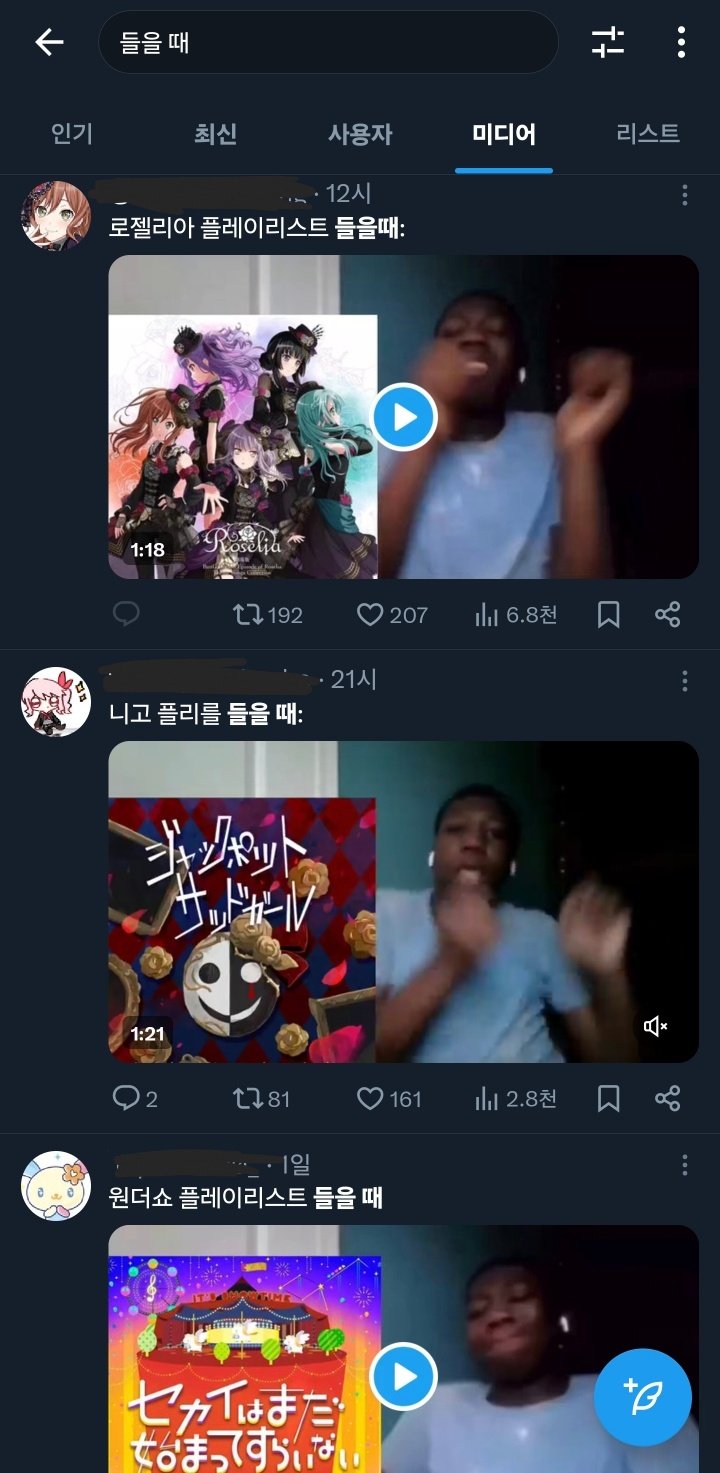 들을 때
인기
최신
사용자
미디어
리스트
· 12시
로젤리아 플레이리스트 들을때:
Roselia
1:18
192
207
6.8천
· 21시
니고 플리를 들을 때:
ジャックポット
サッドガール
1:21
2
81
161
2.8천
· 1일
원더쇼 플레이리스트 들을 때
IT'S SHOWTIME
セカイはまだ
始まってすらいない